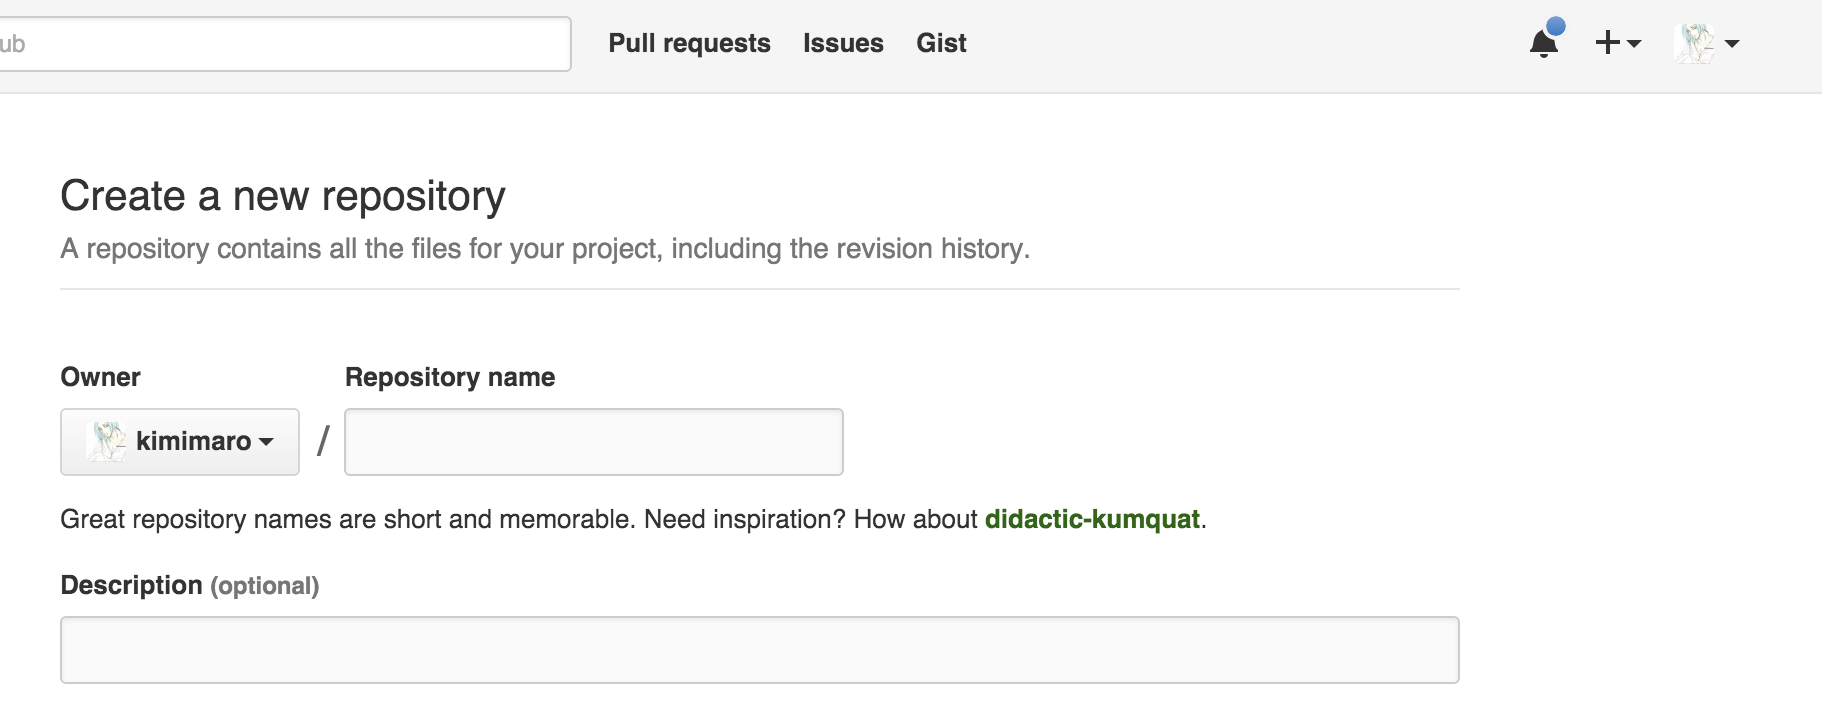 ub Pull requests Issues Gist
Create a new repository
A repository contains all the files for your project, including the revision history.
Owner Repository name
kimimaro /
Great repository names are short and memorable. Need inspiration? How about didactic-kumquat.
Description (optional)